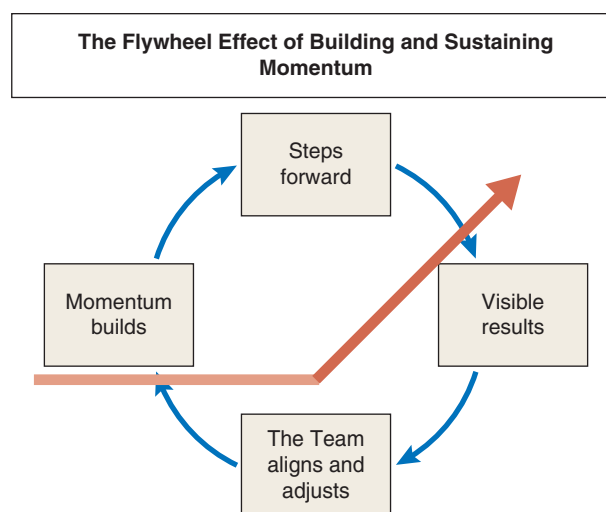 The Flywheel Effect of Building and Sustaining
Momentum
Steps
forward
Momentum
builds
Visible
results
The Team
aligns and
adjusts